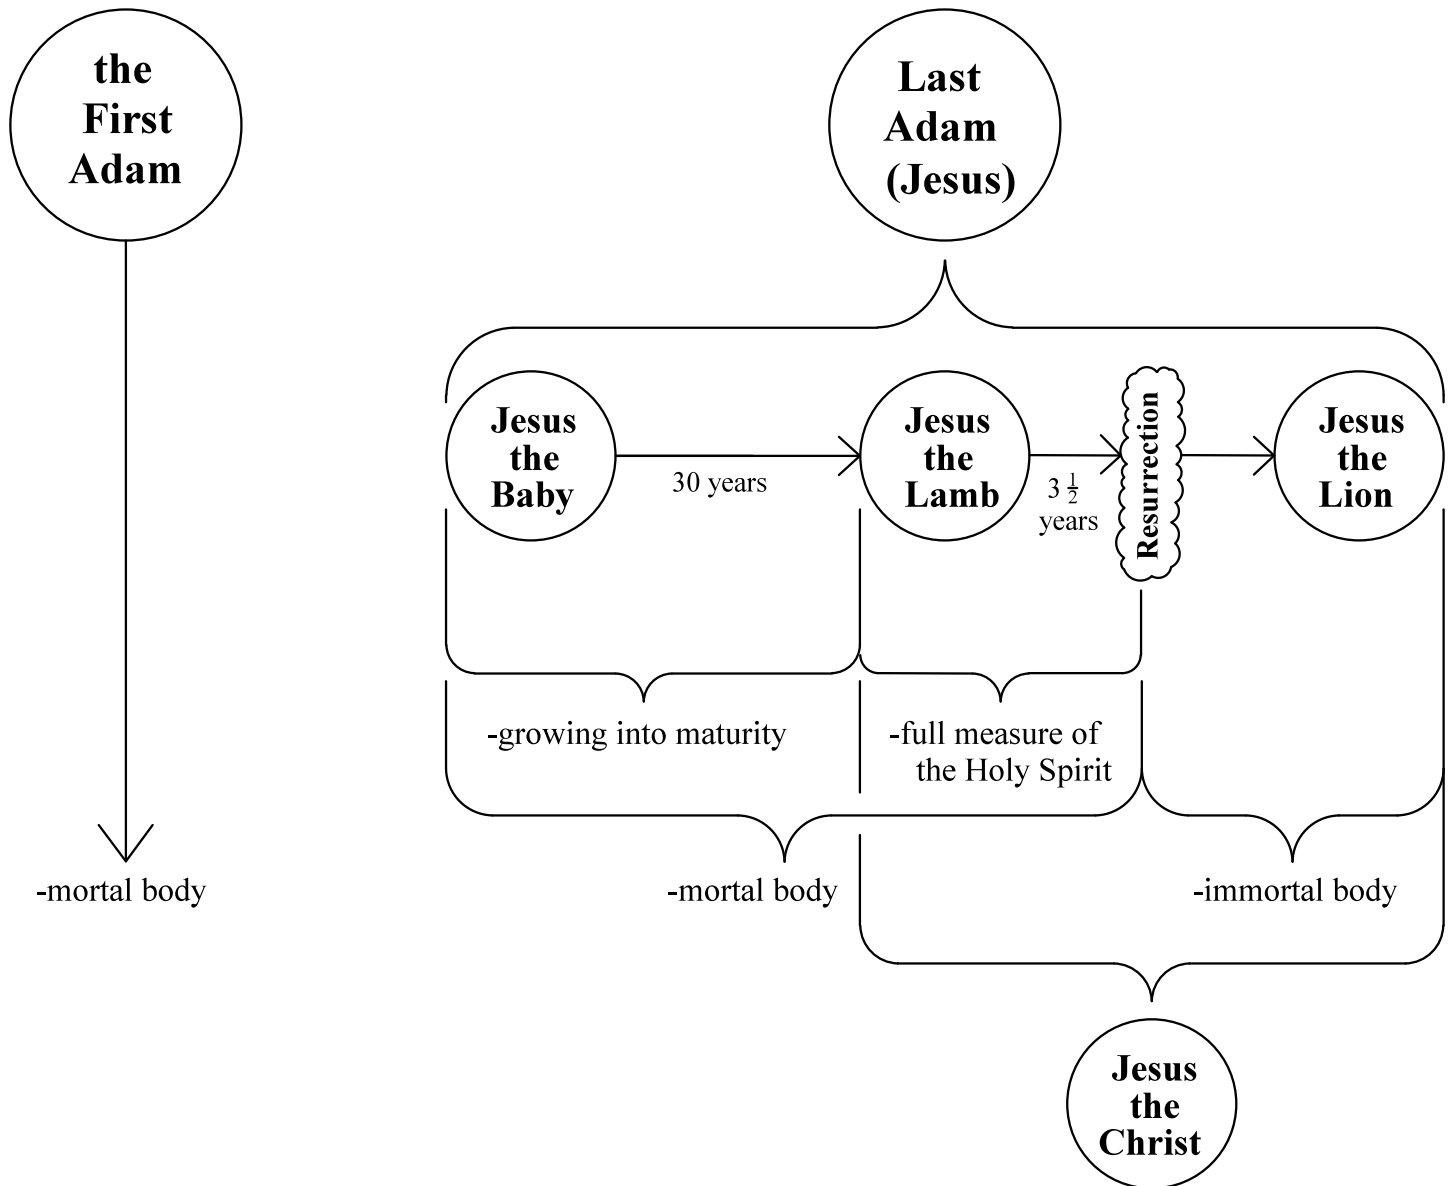 the
First
Adam
Last
Adam
(Jesus)
Jesus
the
Baby
30 years
Jesus
the
Lamb
3 1/2
years
Resurrection
Jesus
the
Lion
-growing into maturity
-full measure of
the Holy Spirit
-mortal body
-mortal body
-immortal body
Jesus
the
Christ